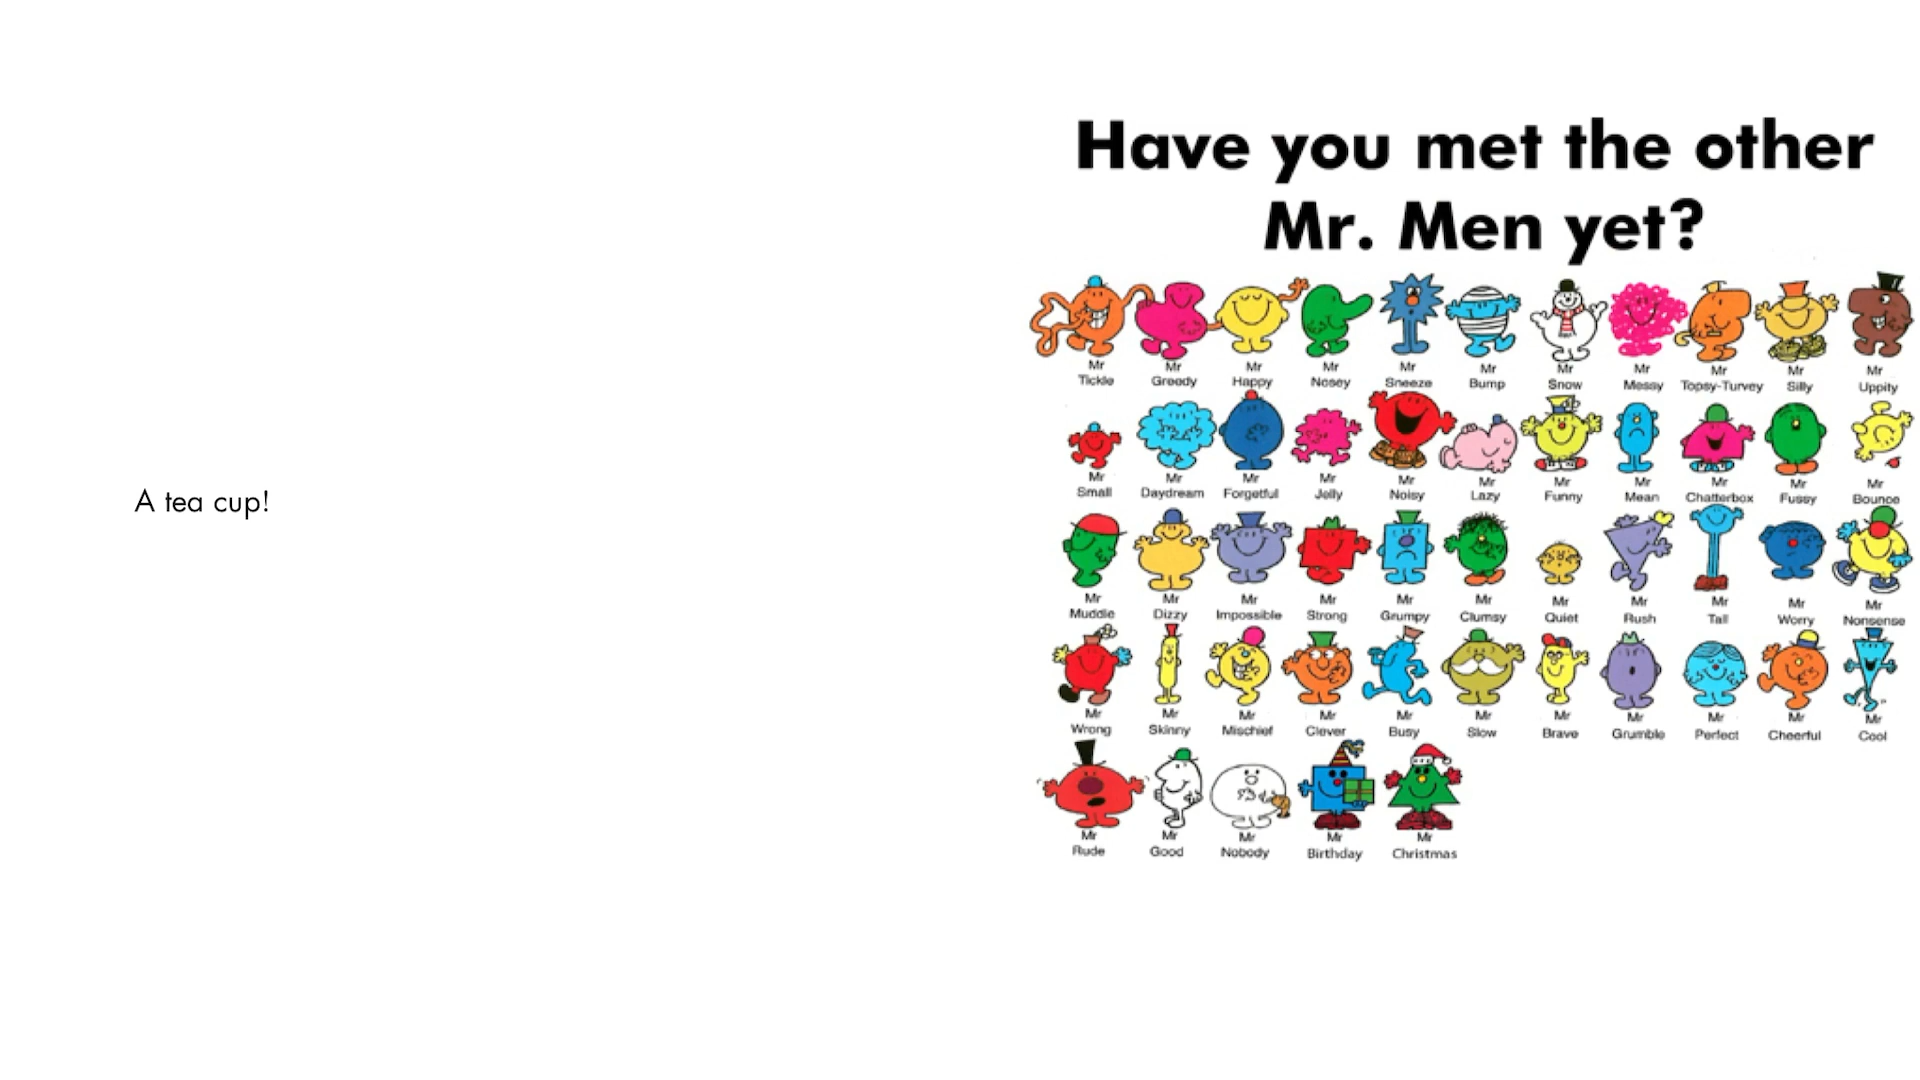 A tea cup!
Have you met the other
Mr. Men yet?
Mr Tickle
Mr Greedy
Mr Happy
Mr Nosey
Mr Sneeze
Mr Bump
Mr Snow
Mr Messy
Mr Topsy-Turvey
Mr Silly
Mr Uppity
Mr Small
Mr Daydream
Mr Forgetful
Mr Jelly
Mr Noisy
Mr Lazy
Mr Funny
Mr Mean
Mr Chatterbox
Mr Fussy
Mr Bounce
Mr Muddle
Mr Dizzy
Mr Impossible
Mr Strong
Mr Grumpy
Mr Clumsy
Mr Quiet
Mr Rush
Mr Tall
Mr Worry
Mr Nonsense
Mr Wrong
Mr Skinny
Mr Mischief
Mr Clever
Mr Busy
Mr Slow
Mr Brave
Mr Grumble
Mr Perfect
Mr Cheerful
Mr Cool
Mr Rude
Mr Good
Mr Nobody
Mr Birthday
Mr Christmas